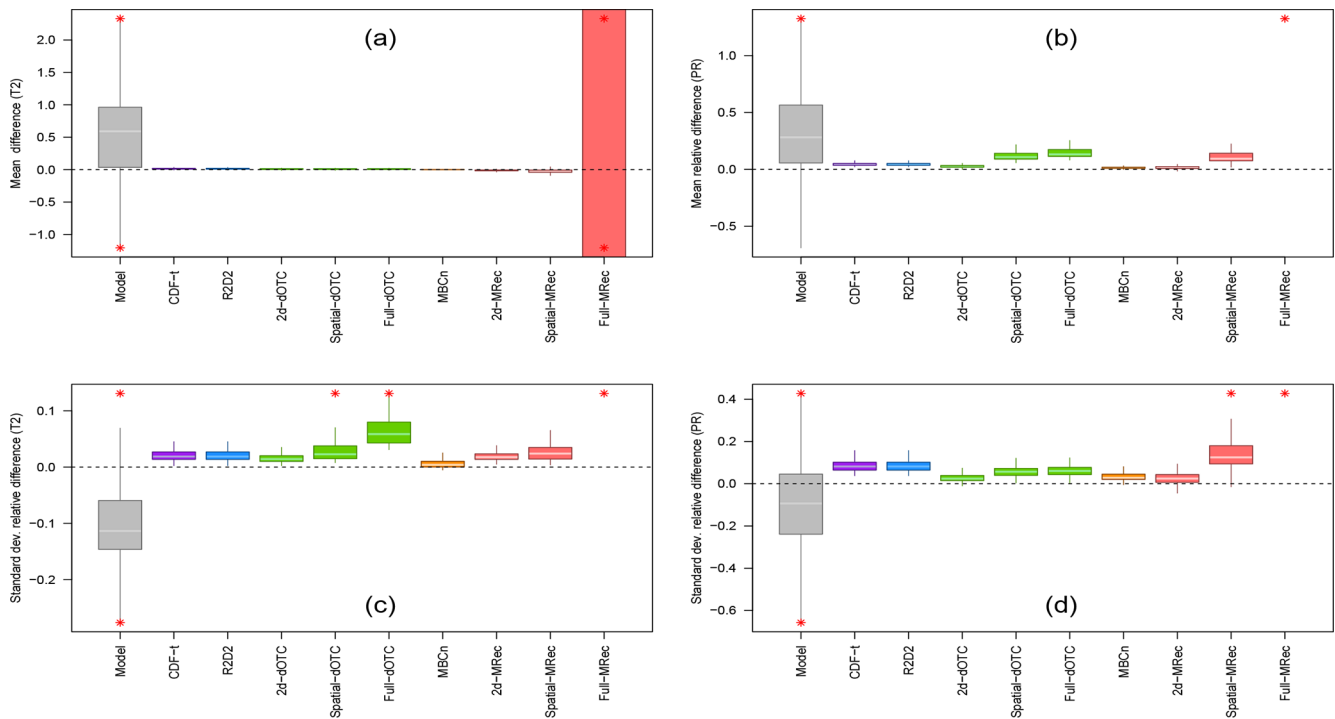 (a)
Mean difference (T2)
2.0
1.5
1.0
0.5
0.0
−0.5
−1.0
Model
CDF−t
R2D2
2d−dOTC
Spatial−dOTC
Full−dOTC
MBCn
2d−MRec
Spatial−MRec
Full−MRec
(b)
Mean relative difference (PR)
1.0
0.5
0.0
−0.5
Model
CDF−t
R2D2
2d−dOTC
Spatial−dOTC
Full−dOTC
MBCn
2d−MRec
Spatial−MRec
Full−MRec
(c)
Standard dev. relative difference (T2)
0.1
0.0
−0.1
−0.2
Model
CDF−t
R2D2
2d−dOTC
Spatial−dOTC
Full−dOTC
MBCn
2d−MRec
Spatial−MRec
Full−MRec
(d)
Standard dev. relative difference (PR)
0.4
0.2
0.0
−0.2
−0.4
−0.6
Model
CDF−t
R2D2
2d−dOTC
Spatial−dOTC
Full−dOTC
MBCn
2d−MRec
Spatial−MRec
Full−MRec